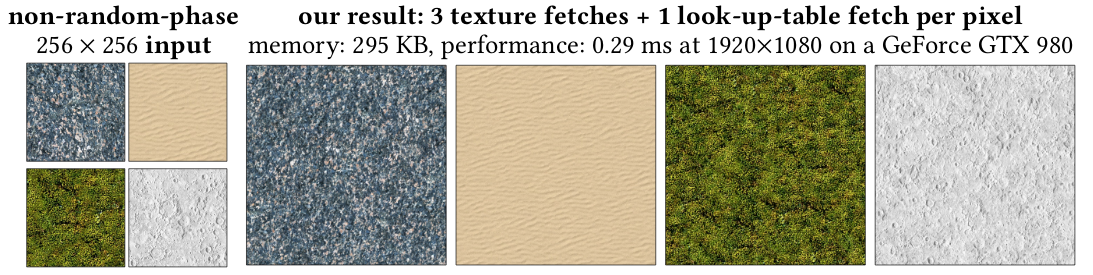 non-random-phase
256 × 256 input
our result: 3 texture fetches + 1 look-up-table fetch per pixel
memory: 295 KB, performance: 0.29 ms at 1920×1080 on a GeForce GTX 980